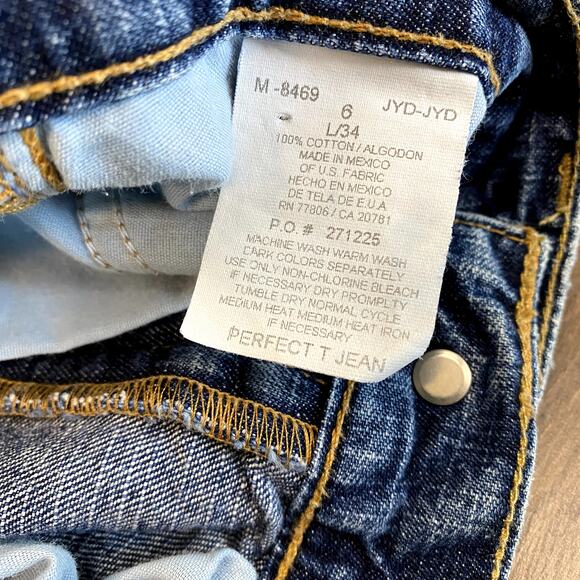 M-8469 6 JYD-JYD
L/34
100% COTTON/ALGODON
MADE IN MEXICO
OF U.S. FABRIC
HECHO EN MEXICO
DE TELA DE E.U.A
RN 77806/CA 20781
P.O.# 271225
MACHINE WASH WARM WASH
DARK COLORS SEPARATELY
USE ONLY NON-CHLORINE BLEACH
IF NECESSARY DRY PROMPLTY
TUMBLE DRY NORMAL CYCLE
MEDIUM HEAT MEDIUM HEAT IRON
IF NECESSARY
PERFECT T JEAN